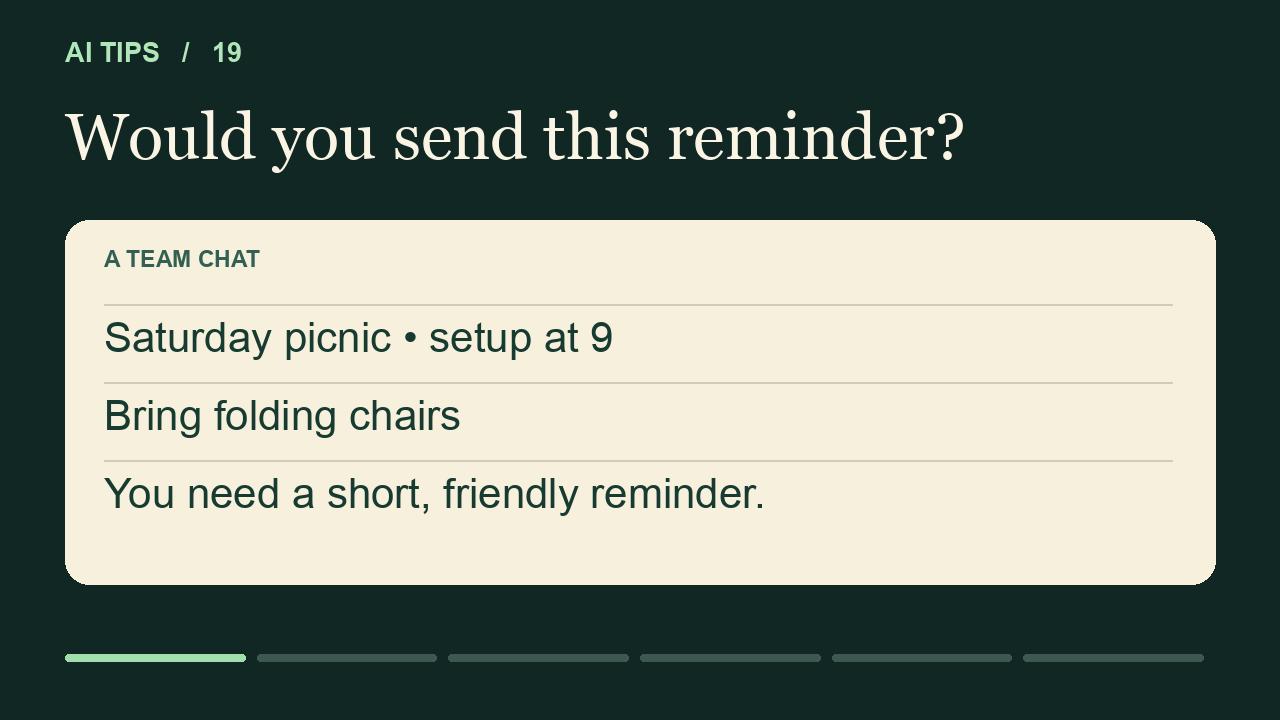 AI TIPS / 19
Would you send this reminder?
A TEAM CHAT
Saturday picnic • setup at 9
Bring folding chairs
You need a short, friendly reminder.